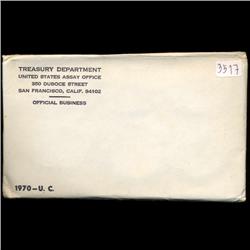 TREASURY DEPARTMENT
UNITED STATES ASSAY OFFICE
350 DUBOCE STREET
SAN FRANCISCO, CALIF. 94102
OFFICIAL BUSINESS
3517
1970-U. C.